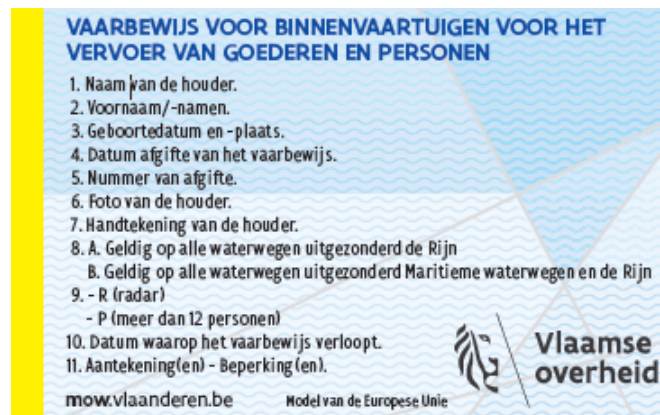 VAARBEWIJS VOOR BINNENVAARTUIGEN VOOR HET
VERVOER VAN GOEDEREN EN PERSONEN
1. Naam van de houder.
2. Voornaam/-namen.
3. Geboortedatum en -plaats.
4. Datum afgifte van het vaarbewijs.
5. Nummer van afgifte.
6. Foto van de houder.
7. Handtekening van de houder.
8. A. Geldig op alle waterwegen uitgezonderd de Rijn
B. Geldig op alle waterwegen uitgezonderd Maritieme waterwegen en de Rijn
9. - R (radar)
- P (meer dan 12 personen)
10. Datum waarop het vaarbewijs verloopt.
11. Aantekening(en) - Beperking(en).
mow.vlaanderen.be
Model van de Europese Unie
Vlaamse
overheid